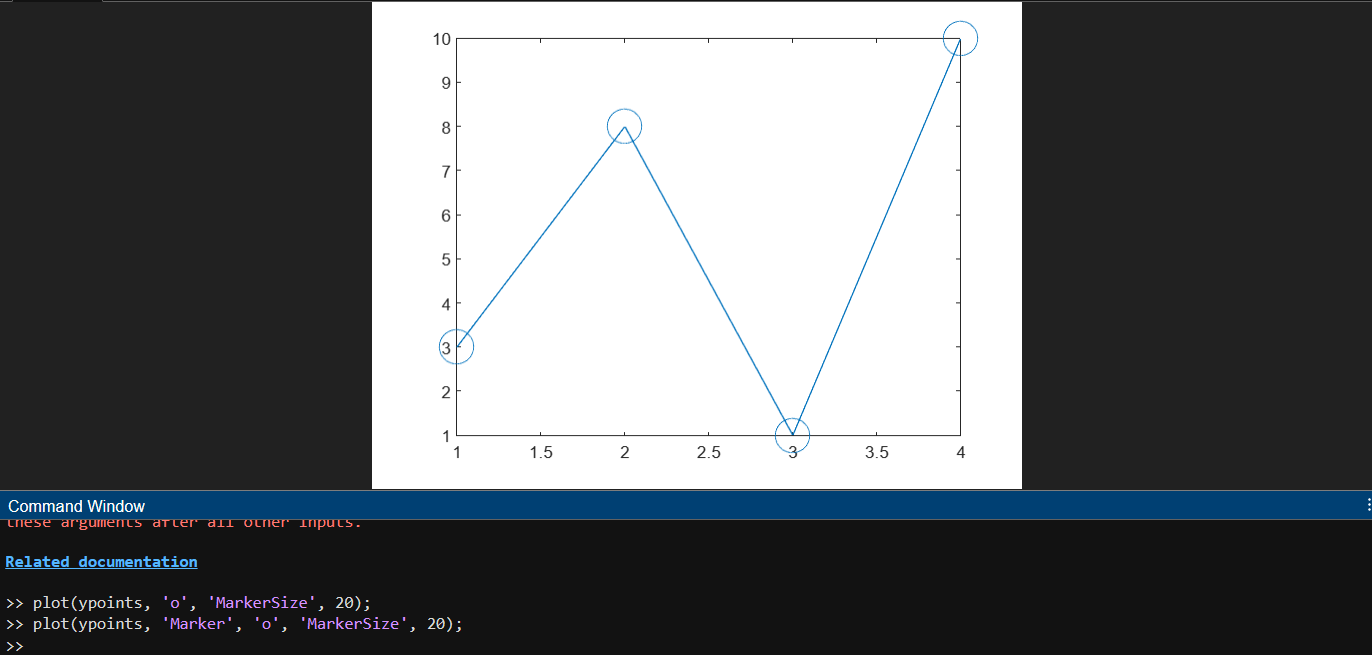 10
9
8
7
6
5
4
3
2
1
1 1.5 2 2.5 3 3.5 4
Command Window
these arguments after all other inputs.
Related documentation
>> plot(ypoints, 'o', 'MarkerSize', 20);
>> plot(ypoints, 'Marker', 'o', 'MarkerSize', 20);
>>